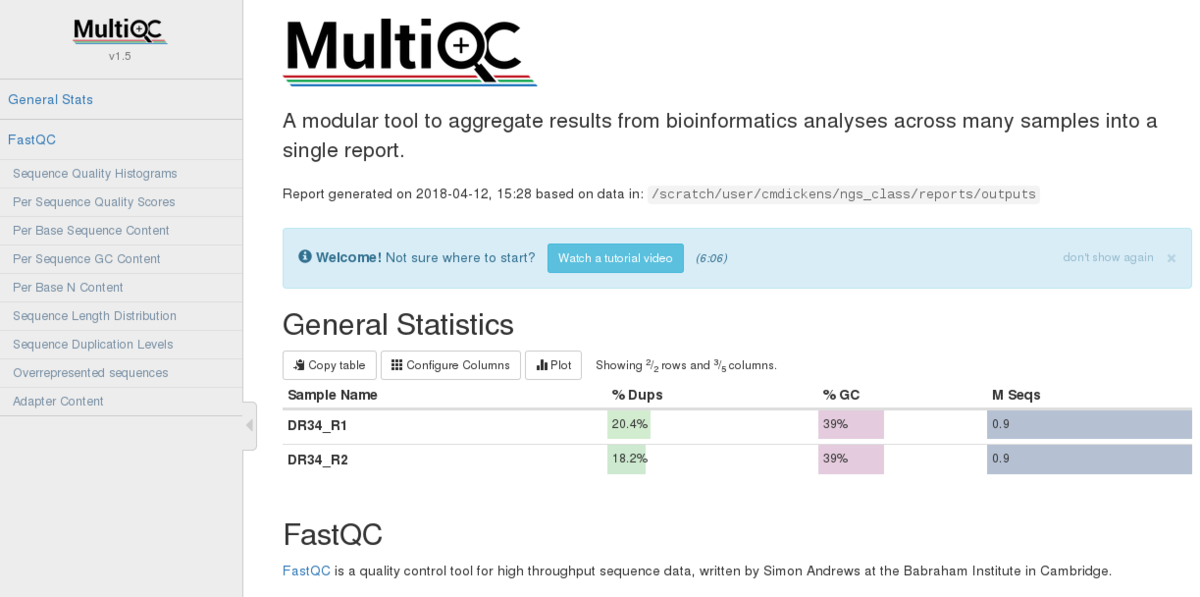 MultiQC
v1.5
General Stats
FastQC
Sequence Quality Histograms
Per Sequence Quality Scores
Per Base Sequence Content
Per Sequence GC Content
Per Base N Content
Sequence Length Distribution
Sequence Duplication Levels
Overrepresented sequences
Adapter Content
MultiQC
A modular tool to aggregate results from bioinformatics analyses across many samples into a
single report.
Report generated on 2018-04-12, 15:28 based on data in: /scratch/user/cmdickens/ngs_class/reports/outputs
Welcome! Not sure where to start? Watch a tutorial video (6:06) don't show again ×
General Statistics
Copy table Configure Columns Plot Showing 2/2 rows and 3/5 columns.
Sample Name % Dups % GC M Seqs
DR34_R1 20.4% 39% 0.9
DR34_R2 18.2% 39% 0.9
FastQC
FastQC is a quality control tool for high throughput sequence data, written by Simon Andrews at the Babraham Institute in Cambridge.